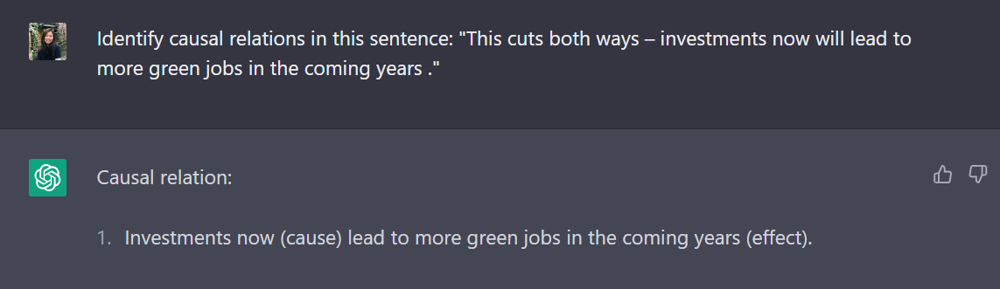 Identify causal relations in this sentence: "This cuts both ways – investments now will lead to
more green jobs in the coming years ."
Causal relation:
1. Investments now (cause) lead to more green jobs in the coming years (effect).